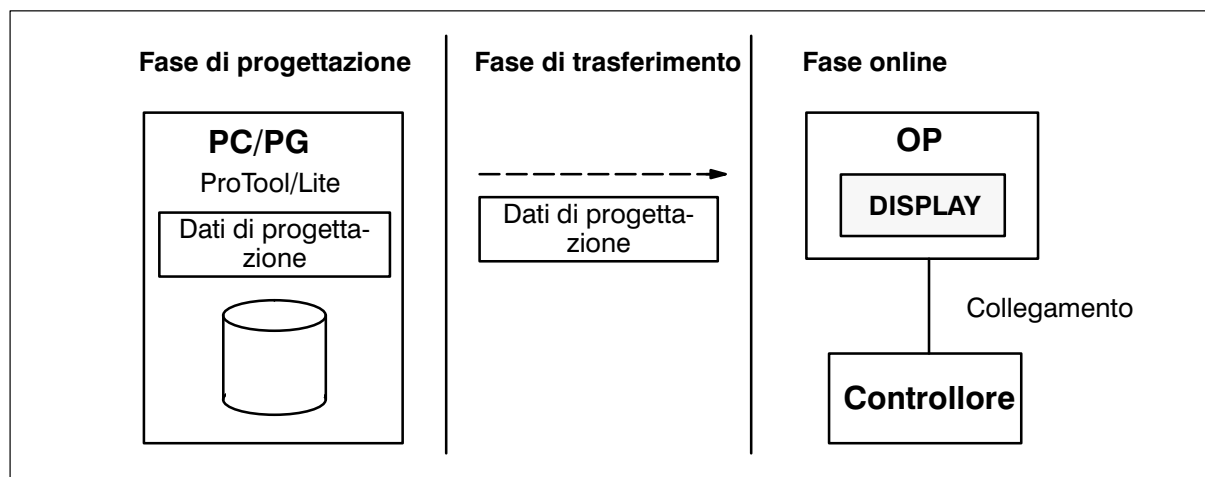 Fase di progettazione
PC/PG
ProTool/Lite
Dati di progetta-
zione
Fase di trasferimento
Dati di progetta-
zione
Fase online
OP
DISPLAY
Collegamento
Controllore